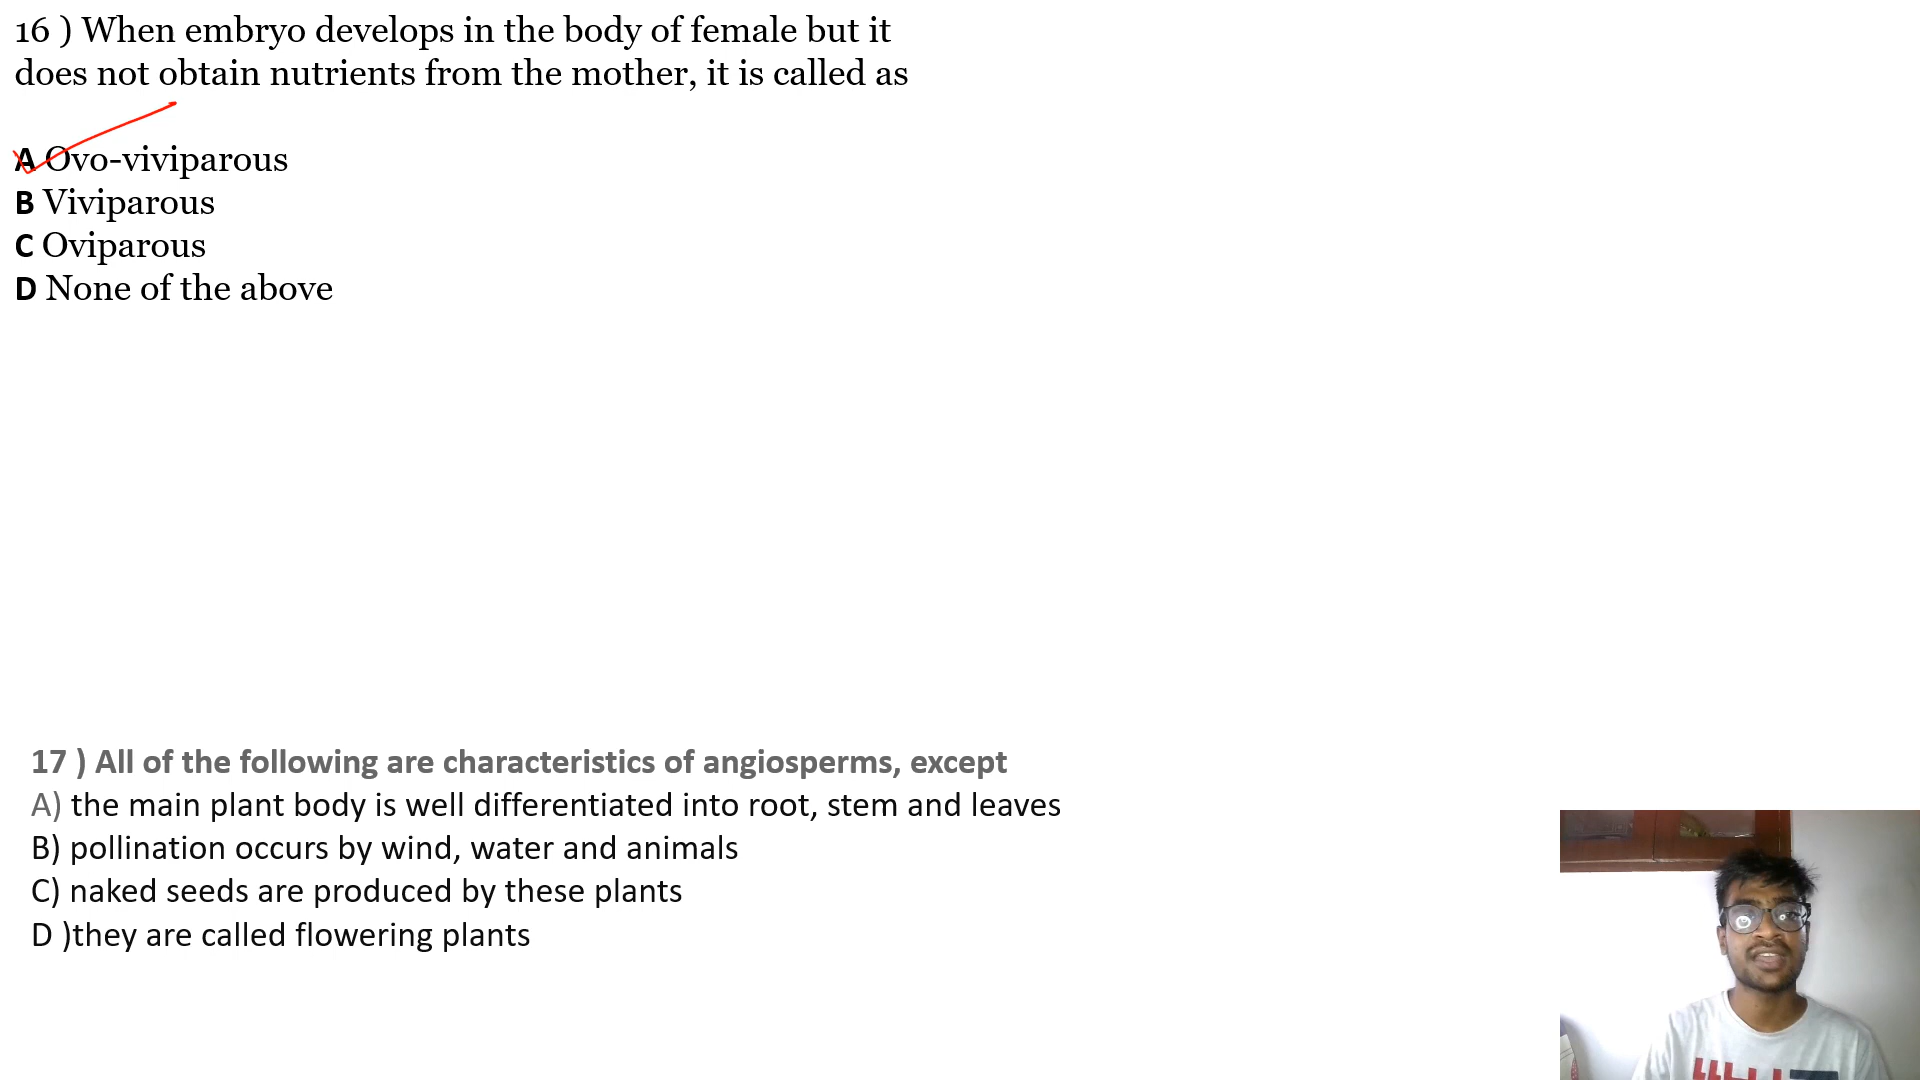 16 ) When embryo develops in the body of female but it
does not obtain nutrients from the mother, it is called as
A Ovo-viviparous
B Viviparous
C Oviparous
D None of the above
17 ) All of the following are characteristics of angiosperms, except
A) the main plant body is well differentiated into root, stem and leaves
B) pollination occurs by wind, water and animals
C) naked seeds are produced by these plants
D )they are called flowering plants